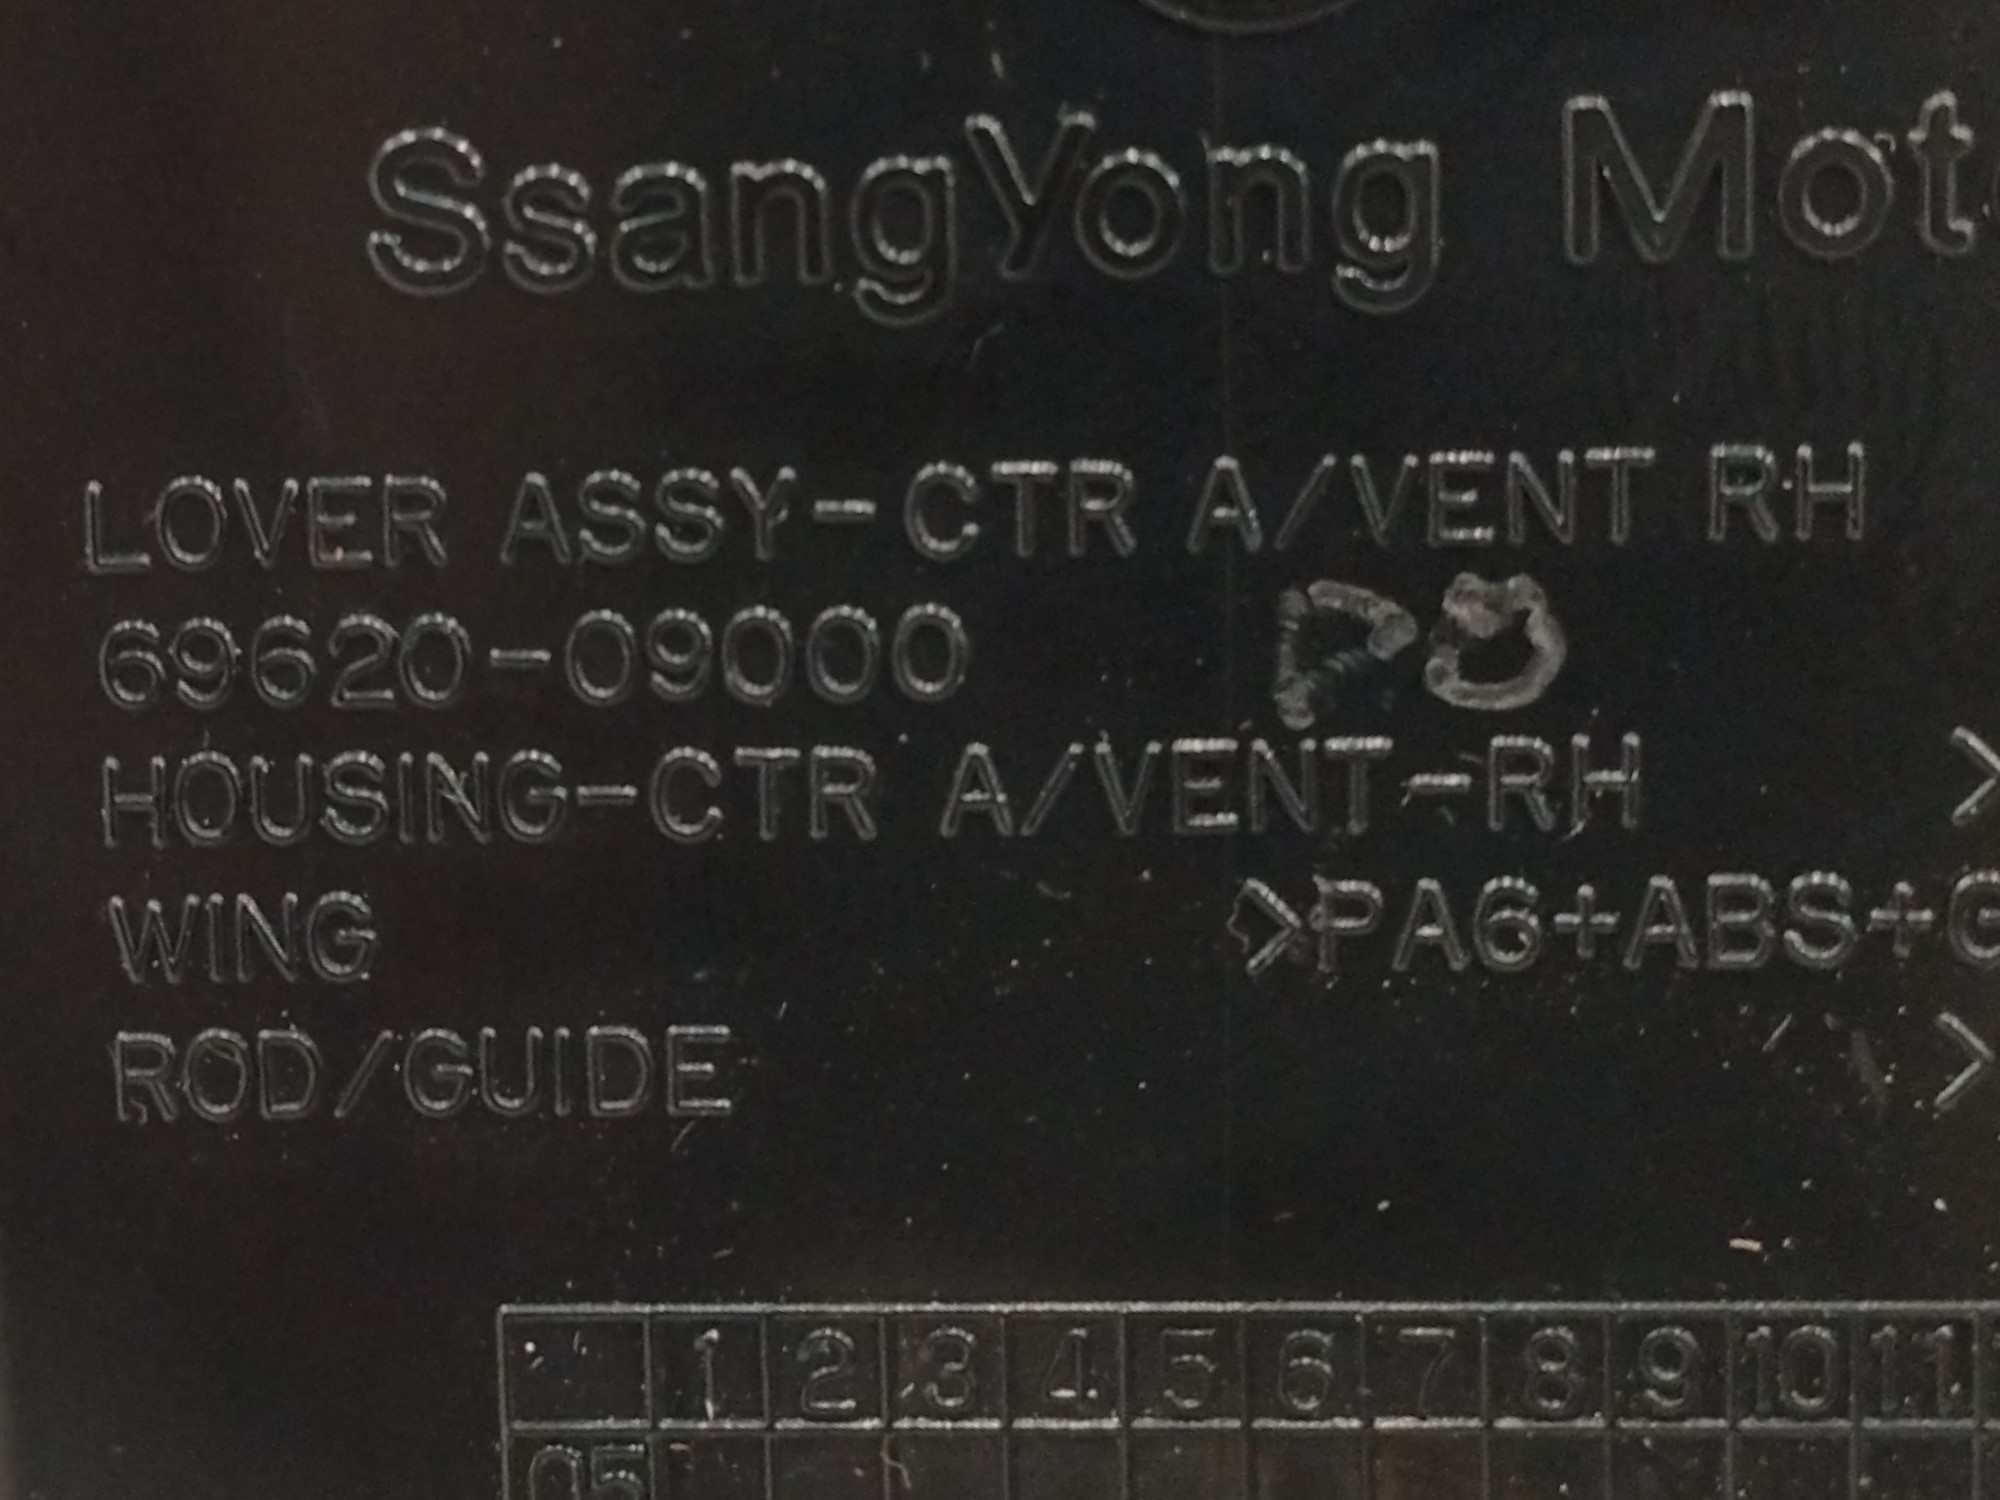 SsangYong Mot
LOVER ASSY-CTR A/VENT RH
69620-09000
HOUSING-CTR A/VENT-RH >
WING >PA6+ABS+G
ROD/GUIDE >
1 2 3 4 5 6 7 8 9 10 11
05